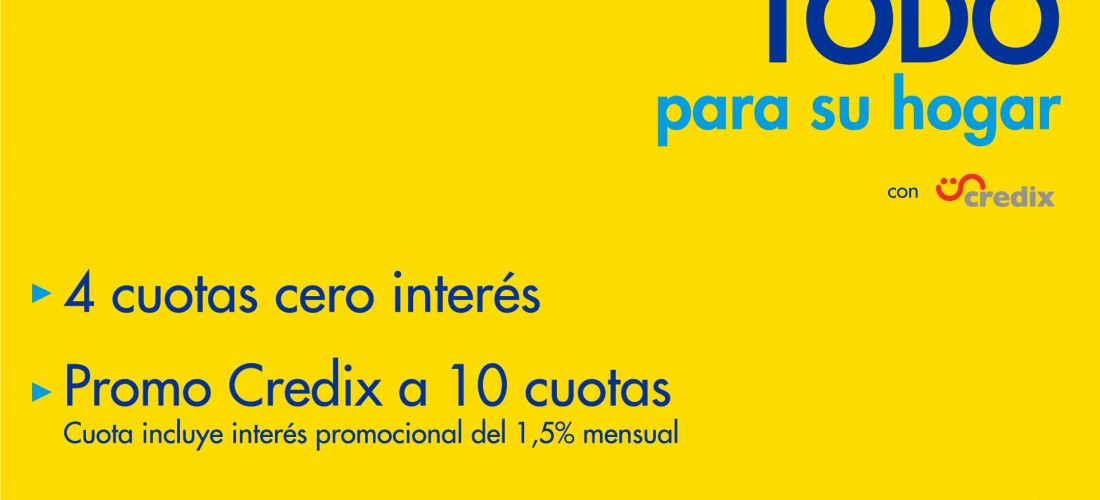 TODO
para su hogar
con credix
4 cuotas cero interés
Promo Credix a 10 cuotas
Cuota incluye interés promocional del 1,5% mensual